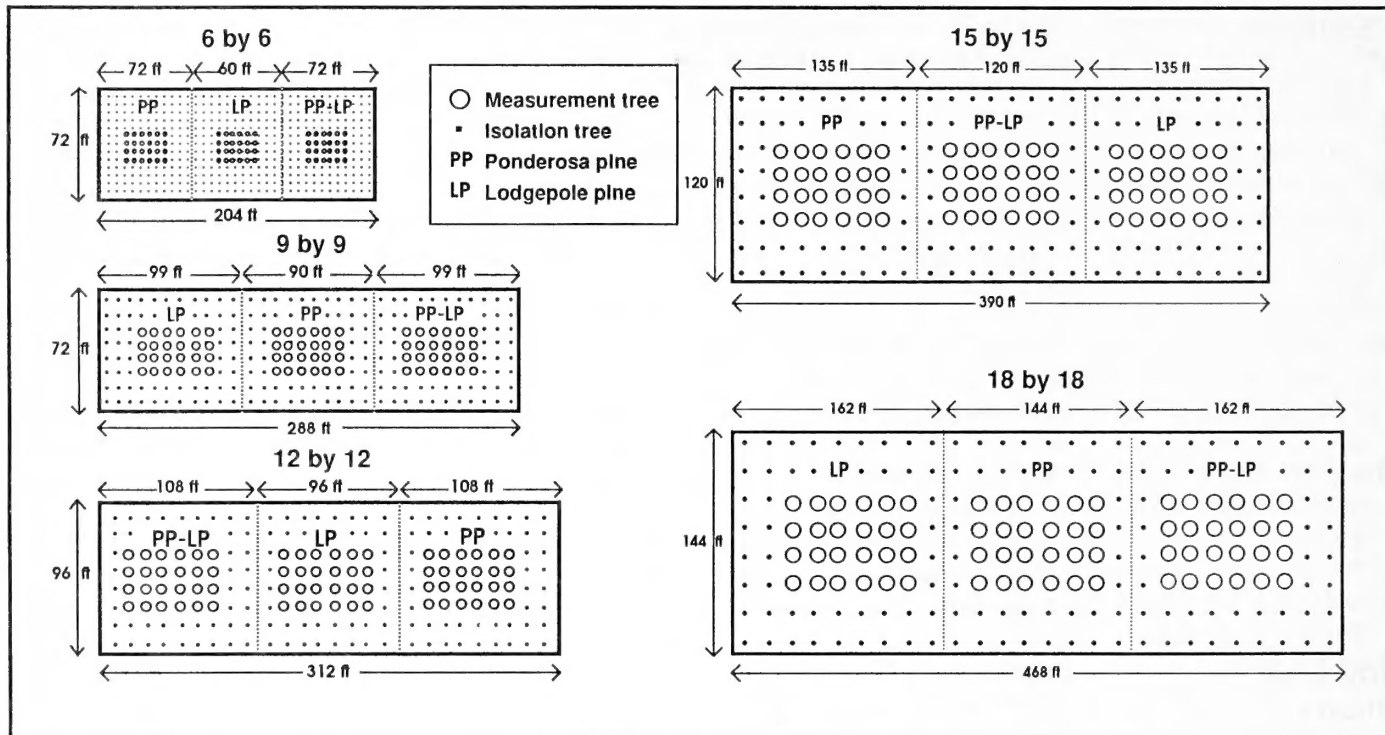 6 by 6
72 ft 60 ft 72 ft
PP LP PP-LP
72 ft
204 ft
9 by 9
99 ft 90 ft 99 ft
LP PP PP-LP
72 ft
288 ft
12 by 12
108 ft 96 ft 108 ft
PP-LP LP PP
96 ft
312 ft
Measurement tree
Isolation tree
PP Ponderosa pine
LP Lodgepole pine
15 by 15
135 ft 120 ft 135 ft
PP PP-LP LP
120 ft
390 ft
18 by 18
162 ft 144 ft 162 ft
LP PP PP-LP
144 ft
468 ft